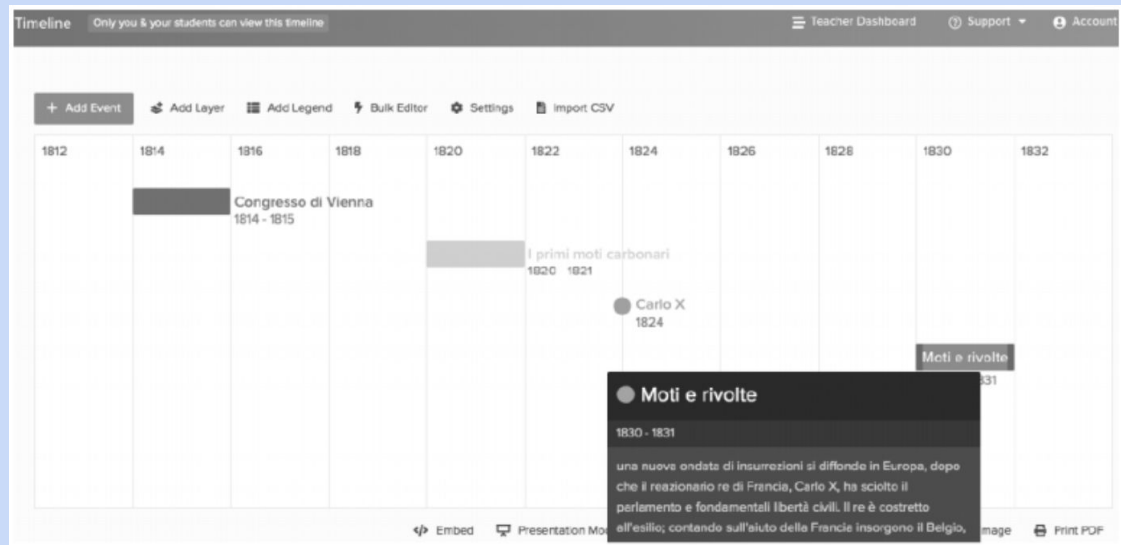 Timeline Only you & your students can view this timeline Teacher Dashboard Support Account
+ Add Event Add Layer Add Legend Bulk Editor Settings Import CSV
1812 1814 1816 1818 1820 1822 1824 1826 1828 1830 1832
Congresso di Vienna
1814 - 1815
I primi moti carbonari
1820 1821
Carlo X
1824
Moti e rivolte
831
Moti e rivolte
1830 - 1831
una nuova ondata di insurrezioni si diffonde in Europa, dopo
che il reazionario re di Francia, Carlo X, ha sciolto il
parlamento e fondamentali libertà civili. Il re è costretto
all'esilio; contando sull'aiuto della Francia insorgono il Belgio,
</> Embed Presentation Mo mage Print PDF